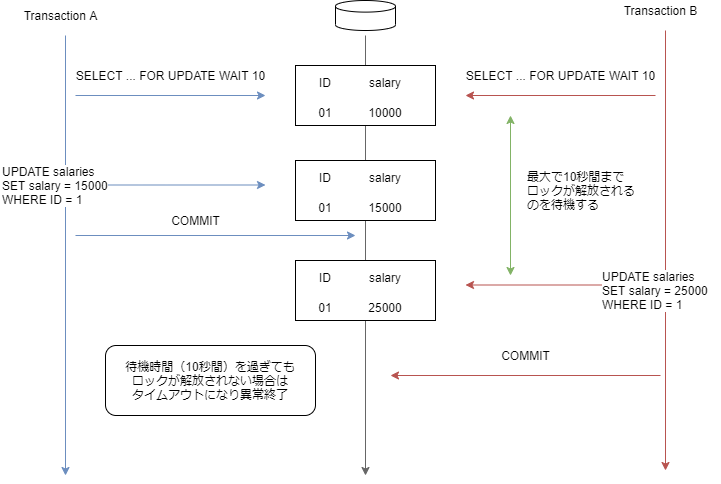 Transaction A
Transaction B
SELECT ... FOR UPDATE WAIT 10
SELECT ... FOR UPDATE WAIT 10
ID salary
01 10000
UPDATE salaries
SET salary = 15000
WHERE ID = 1
ID salary
01 15000
最大で10秒間まで
ロックが解放される
のを待機する
COMMIT
ID salary
01 25000
UPDATE salaries
SET salary = 25000
WHERE ID = 1
COMMIT
待機時間（10秒間）を過ぎても
ロックが解放されない場合は
タイムアウトになり異常終了